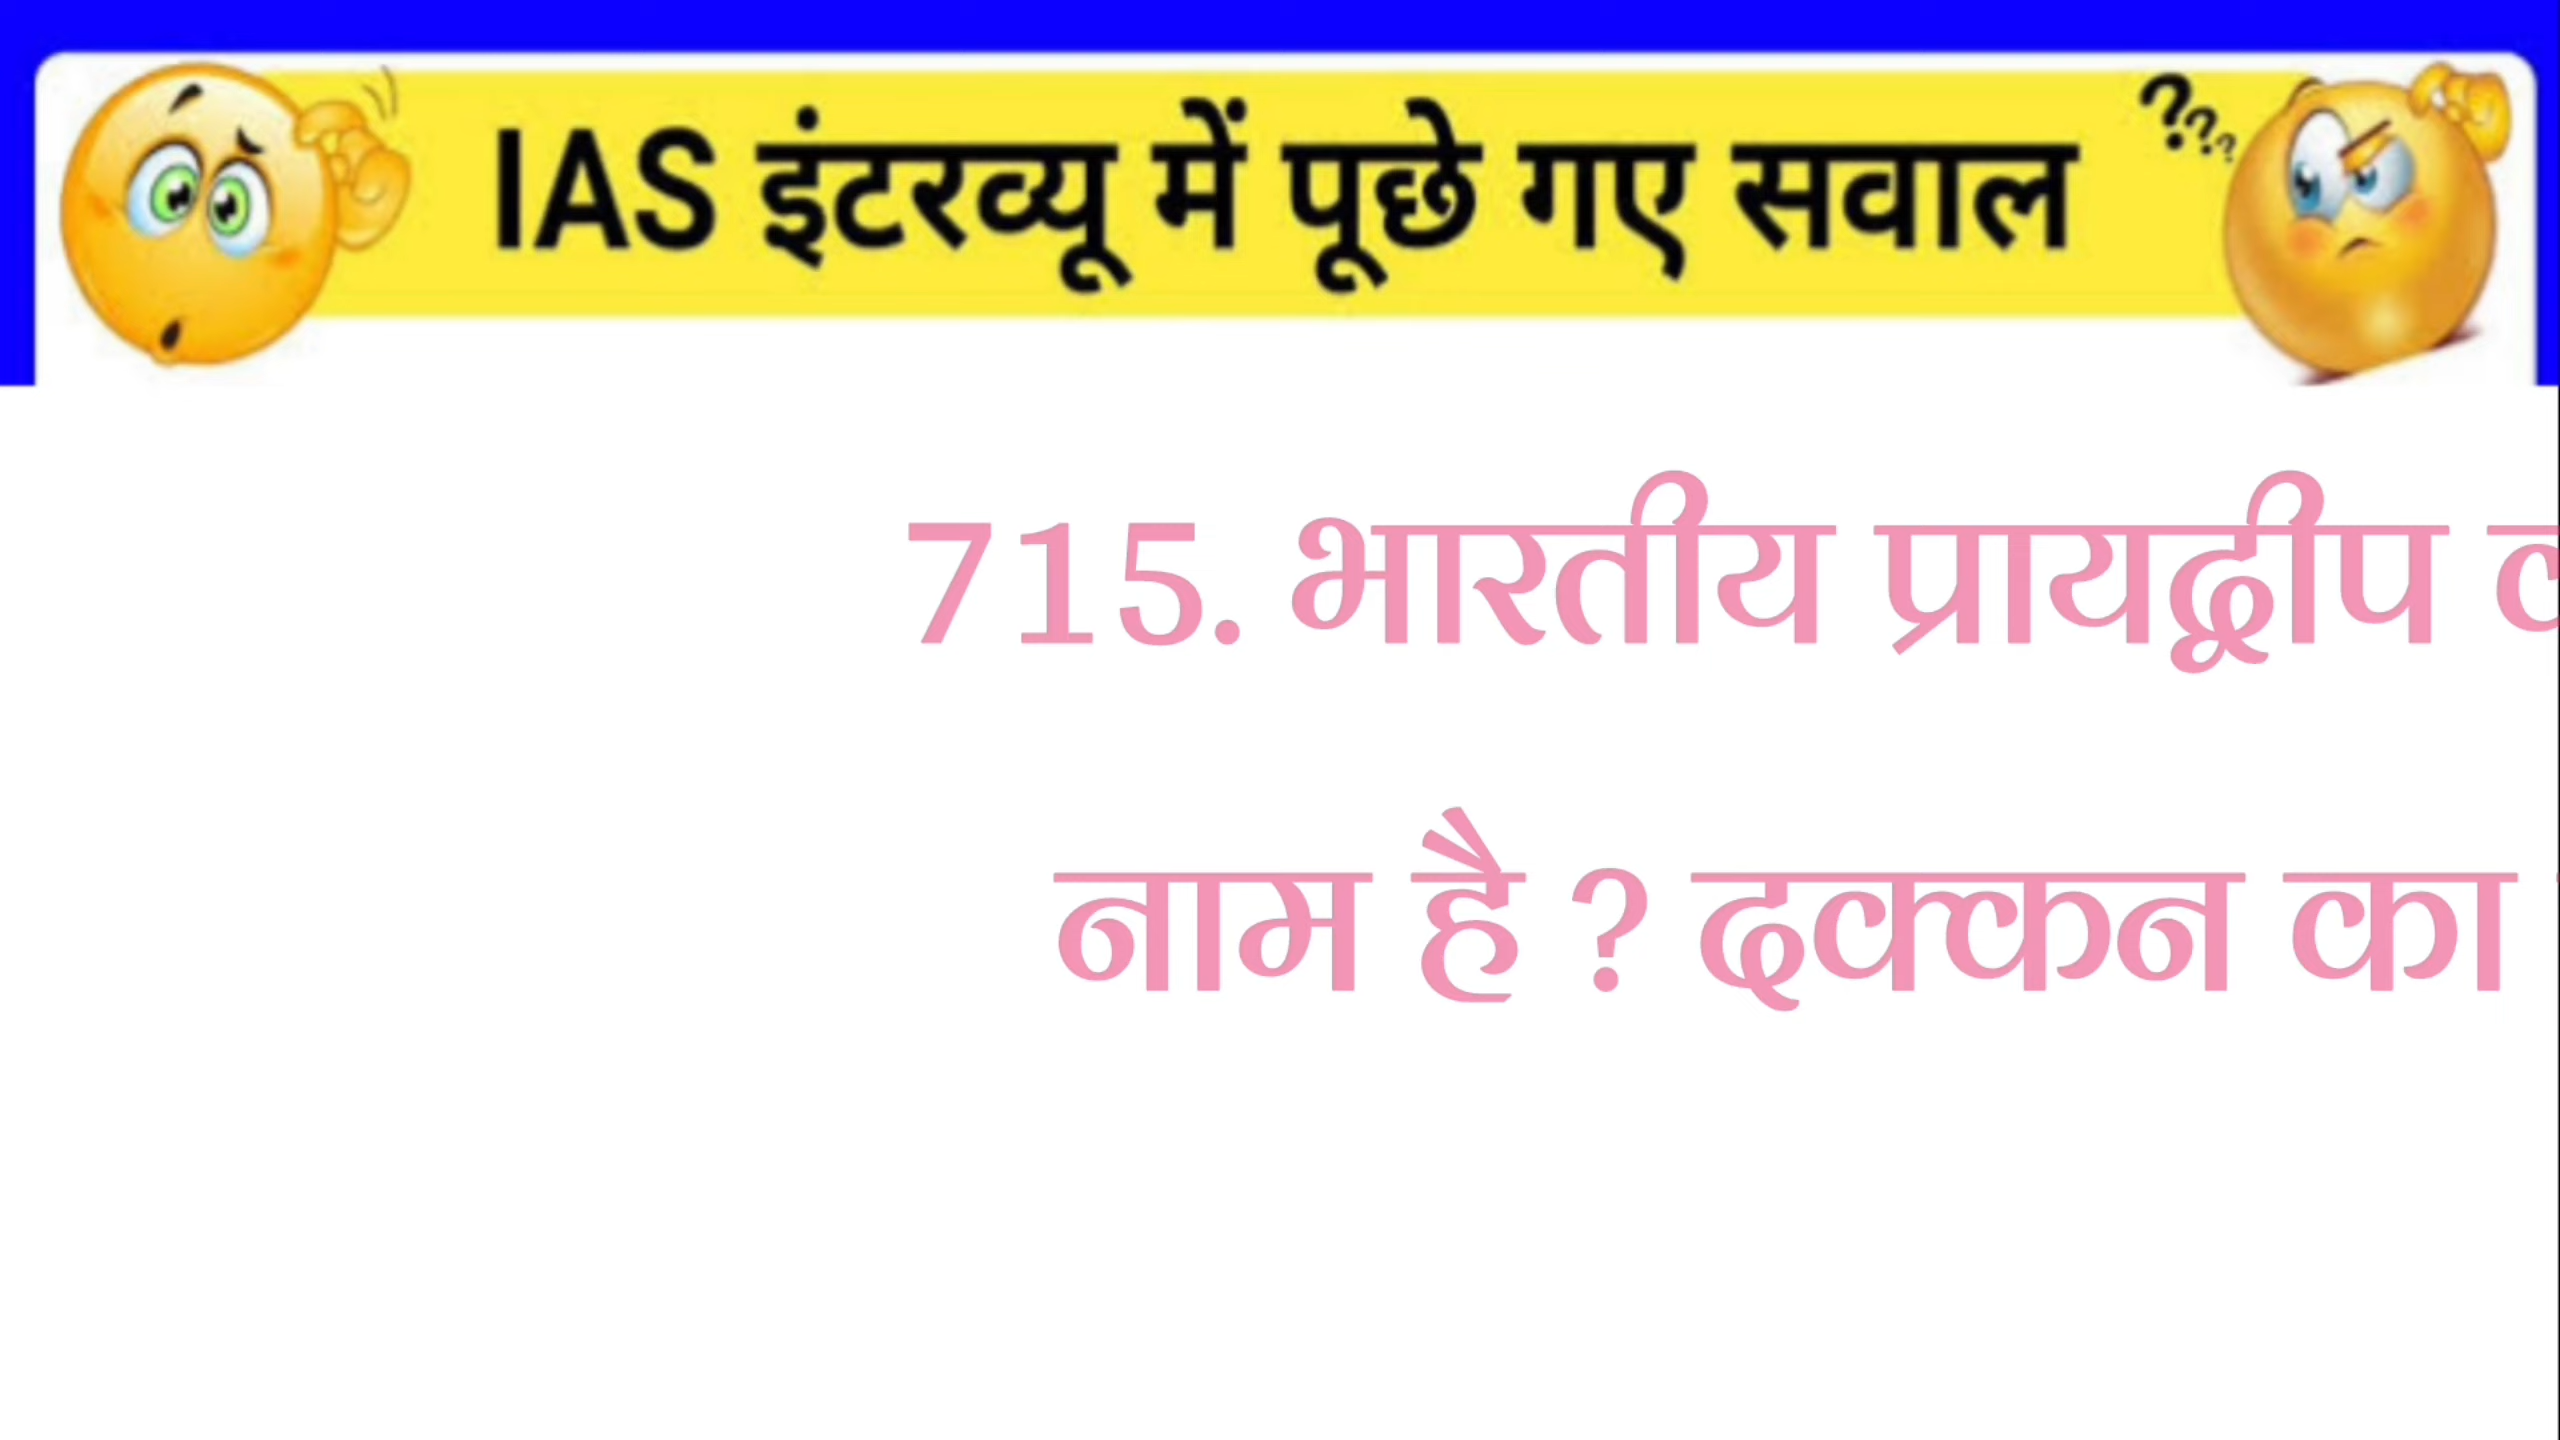 IAS इंटरव्यू में पूछे गए सवाल
???
715. भारतीय प्रायद्वीप
नाम है ? दक्कन का